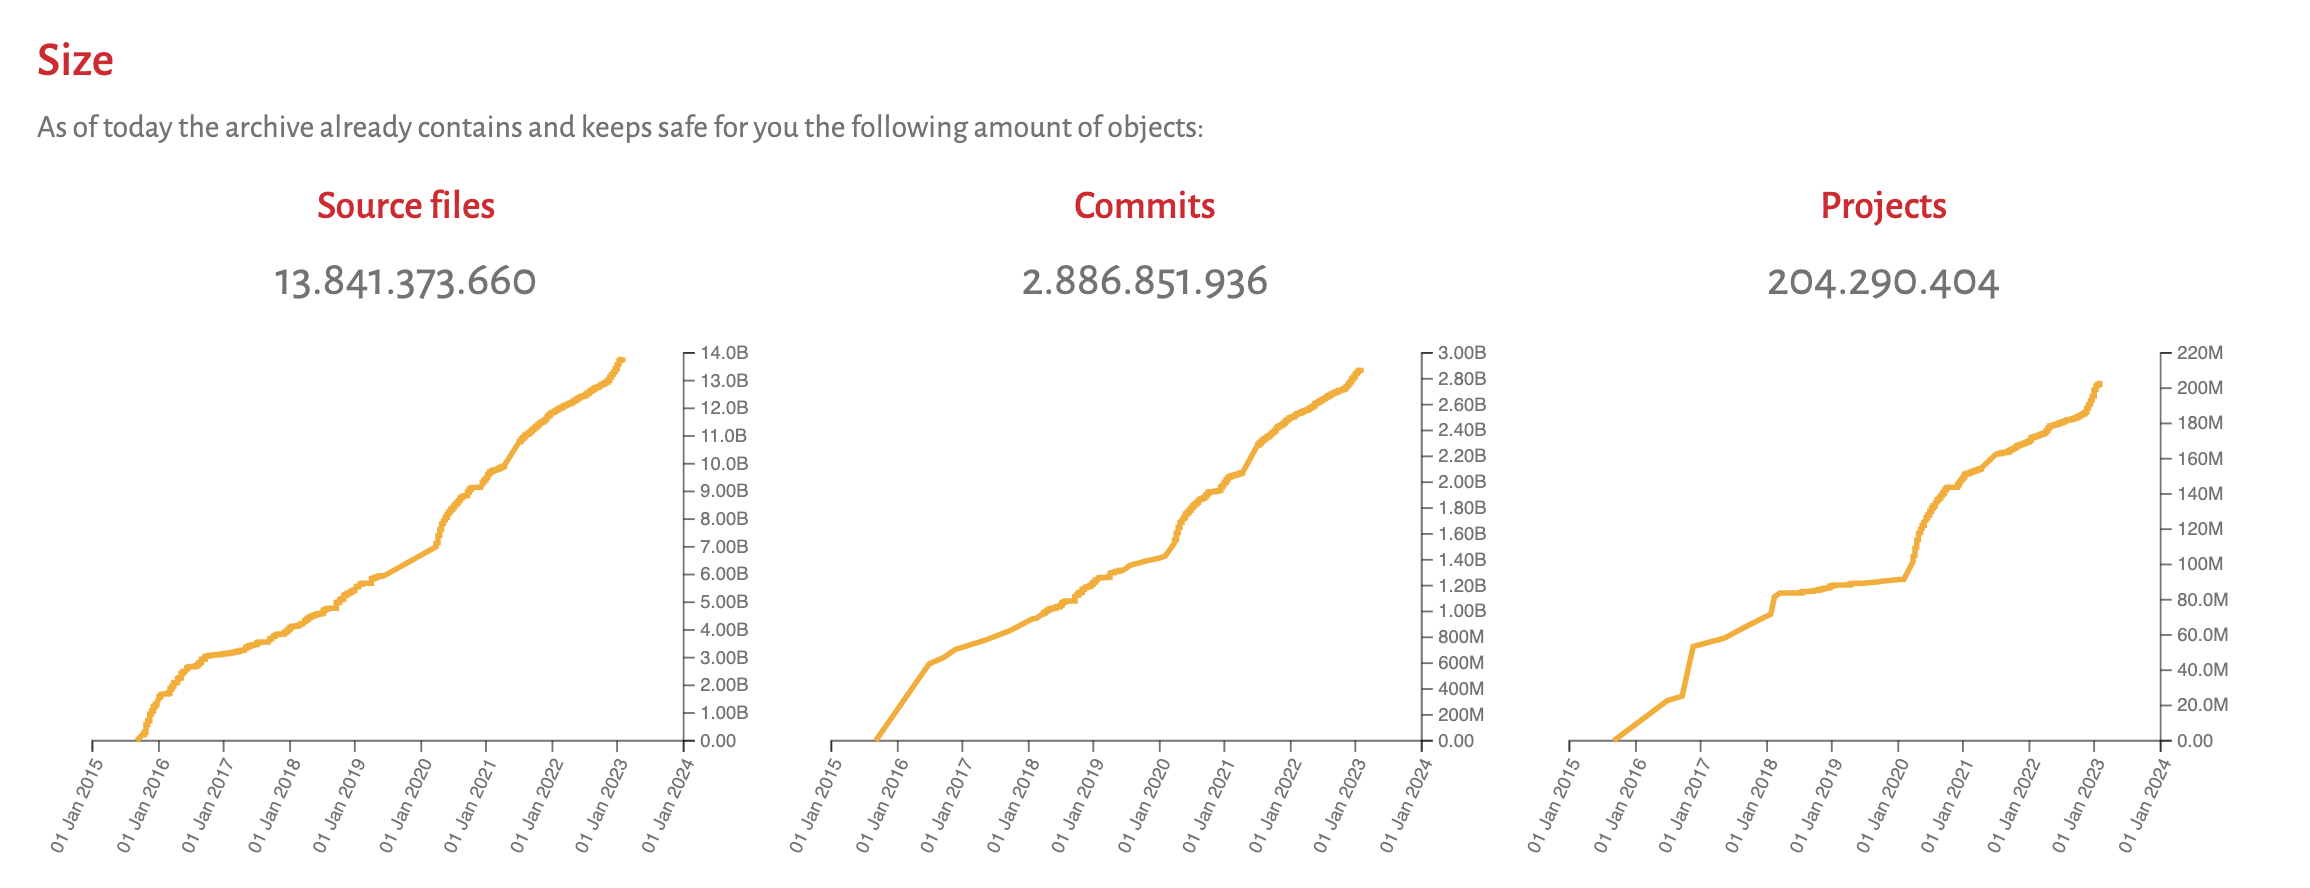 Size
As of today the archive already contains and keeps safe for you the following amount of objects:
Source files
13.841.373.660
14.0B
13.0B
12.0B
11.0B
10.0B
9.00B
8.00B
7.00B
6.00B
5.00B
4.00B
3.00B
2.00B
1.00B
0.00
01 Jan 2015
01 Jan 2016
01 Jan 2017
01 Jan 2018
01 Jan 2019
01 Jan 2020
01 Jan 2021
01 Jan 2022
01 Jan 2023
01 Jan 2024
Commits
2.886.851.936
3.00B
2.80B
2.60B
2.40B
2.20B
2.00B
1.80B
1.60B
1.40B
1.20B
1.00B
800M
600M
400M
200M
0.00
01 Jan 2015
01 Jan 2016
01 Jan 2017
01 Jan 2018
01 Jan 2019
01 Jan 2020
01 Jan 2021
01 Jan 2022
01 Jan 2023
01 Jan 2024
Projects
204.290.404
220M
200M
180M
160M
140M
120M
100M
80.0M
60.0M
40.0M
20.0M
0.00
01 Jan 2015
01 Jan 2016
01 Jan 2017
01 Jan 2018
01 Jan 2019
01 Jan 2020
01 Jan 2021
01 Jan 2022
01 Jan 2023
01 Jan 2024